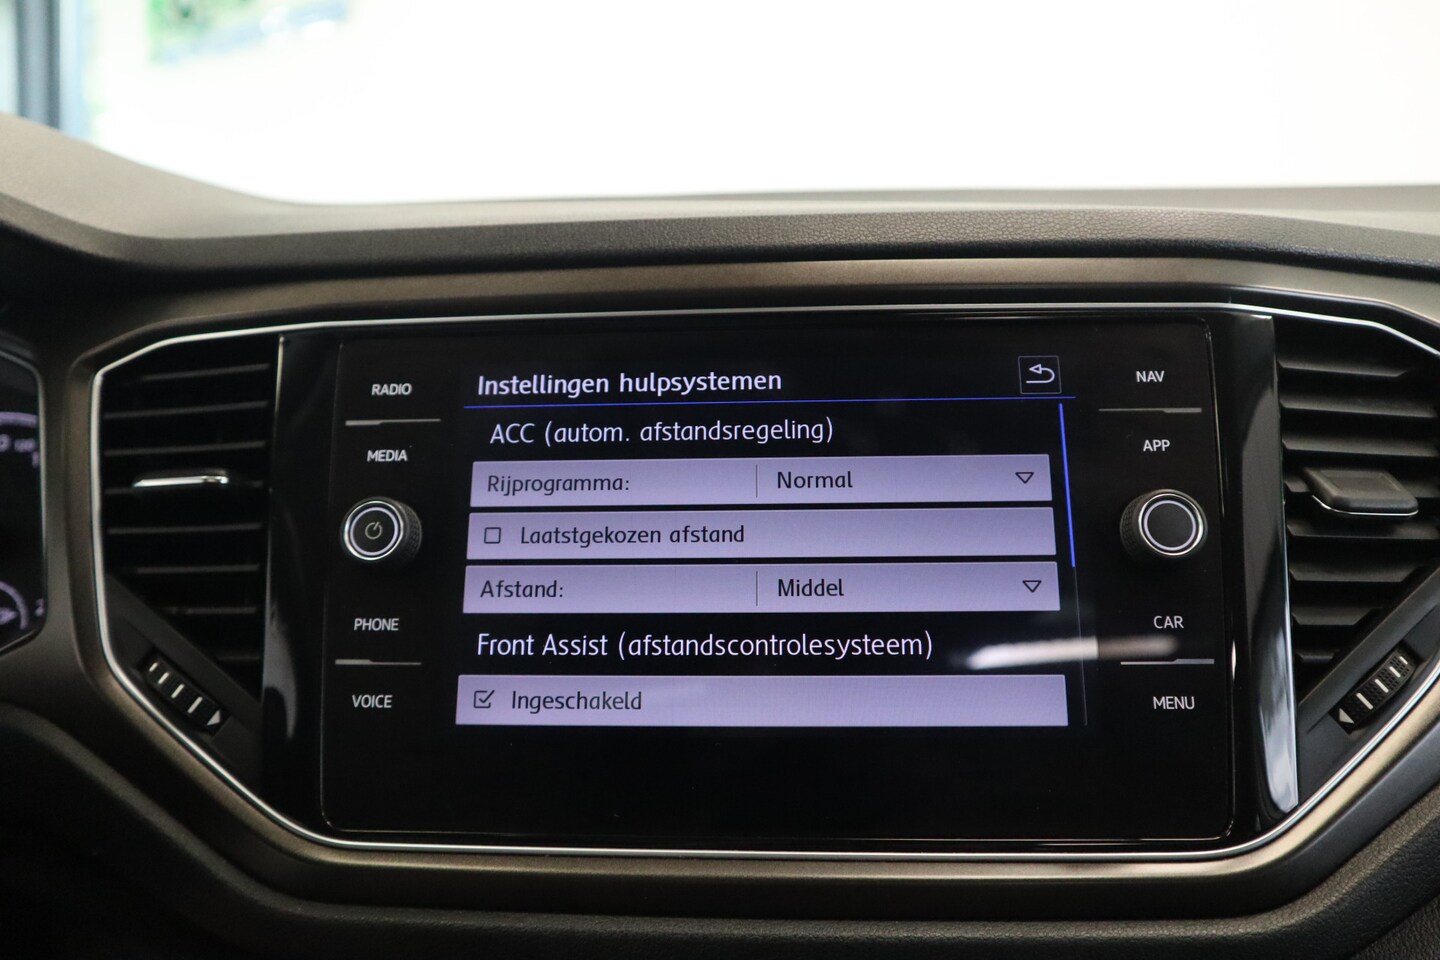 RADIO
MEDIA
PHONE
VOICE
Instellingen hulpsystemen
ACC (autom. afstandsregeling)
Rijprogramma: Normal
Laatstgekozen afstand
Afstand: Middel
Front Assist (afstandscontrolesysteem)
Ingeschakeld
NAV
APP
CAR
MENU